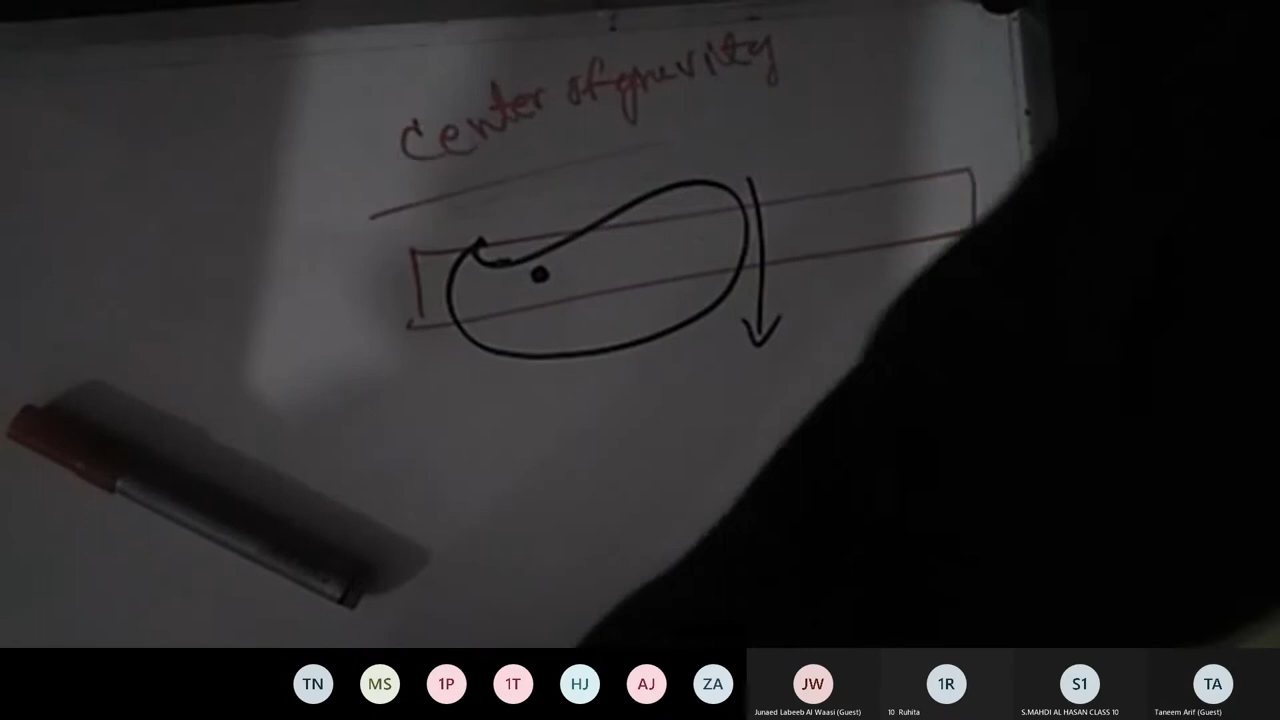 Center of gravity
TN MS 1P 1T HJ AJ ZA JW 1R S1 TA
Junaed Labeeb Al Waasi (Guest) 10 Ruhita S.MAHDI AL HASAN CLASS 10 Taneem Arif (Guest)